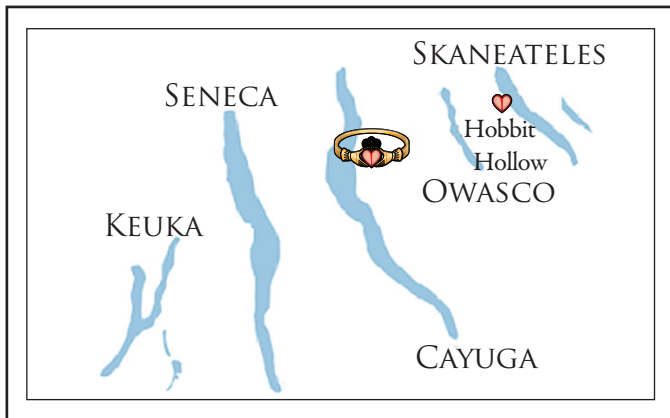 SKANEATELES
SENECA
Hobbit
Hollow
OWASCO
KEUKA
CAYUGA